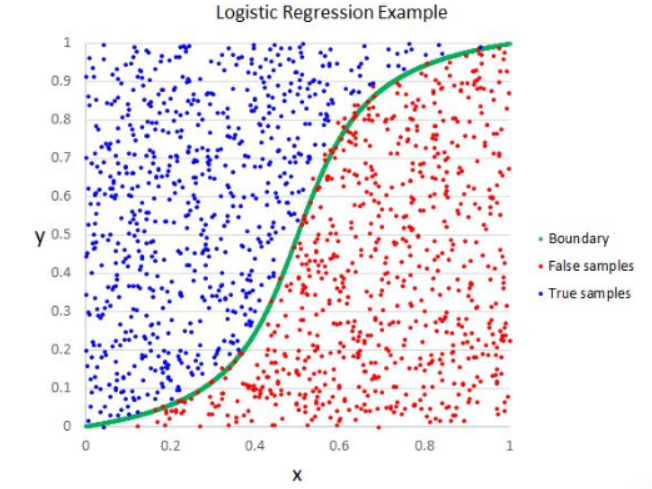 Logistic Regression Example
1
0.9
0.8
0.7
0.6
0.5
0.4
0.3
0.2
0.1
0
y
0 0.2 0.4 0.6 0.8 1
x
Boundary
False samples
True samples